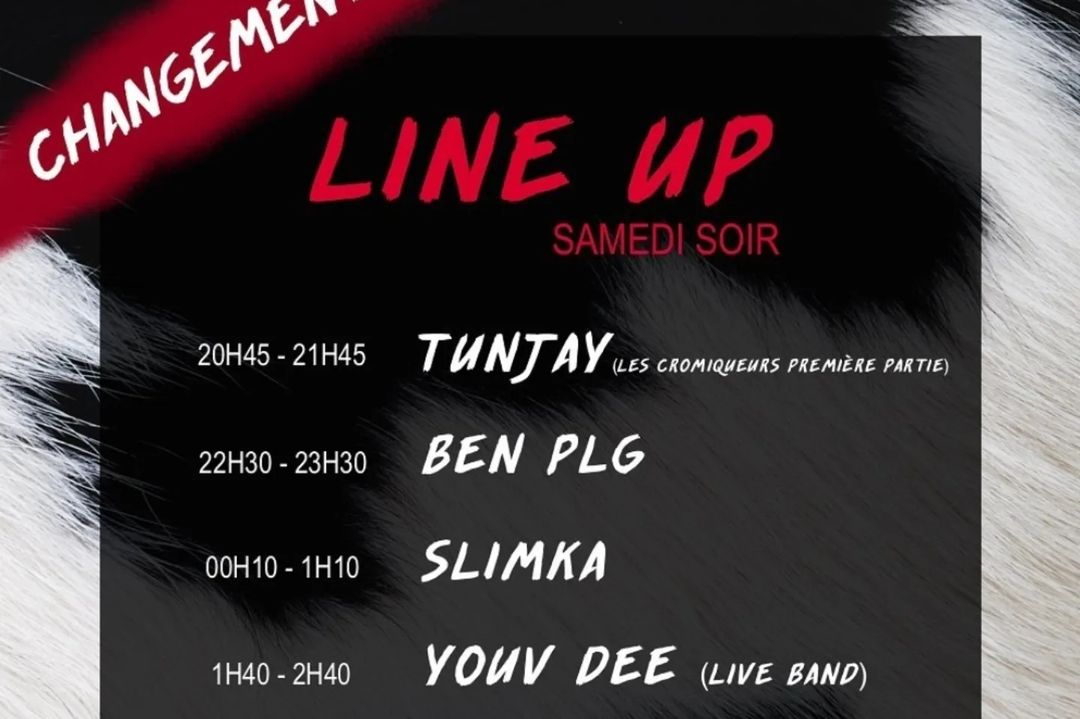 CHANGEMENT
LINE UP
SAMEDI SOIR
20H45 - 21H45 TUNJAY (LES CROMIQUEURS PREMIÈRE PARTIE)
22H30 - 23H30 BEN PLG
00H10 - 1H10 SLIMKA
1H40 - 2H40 YOUV DEE (LIVE BAND)